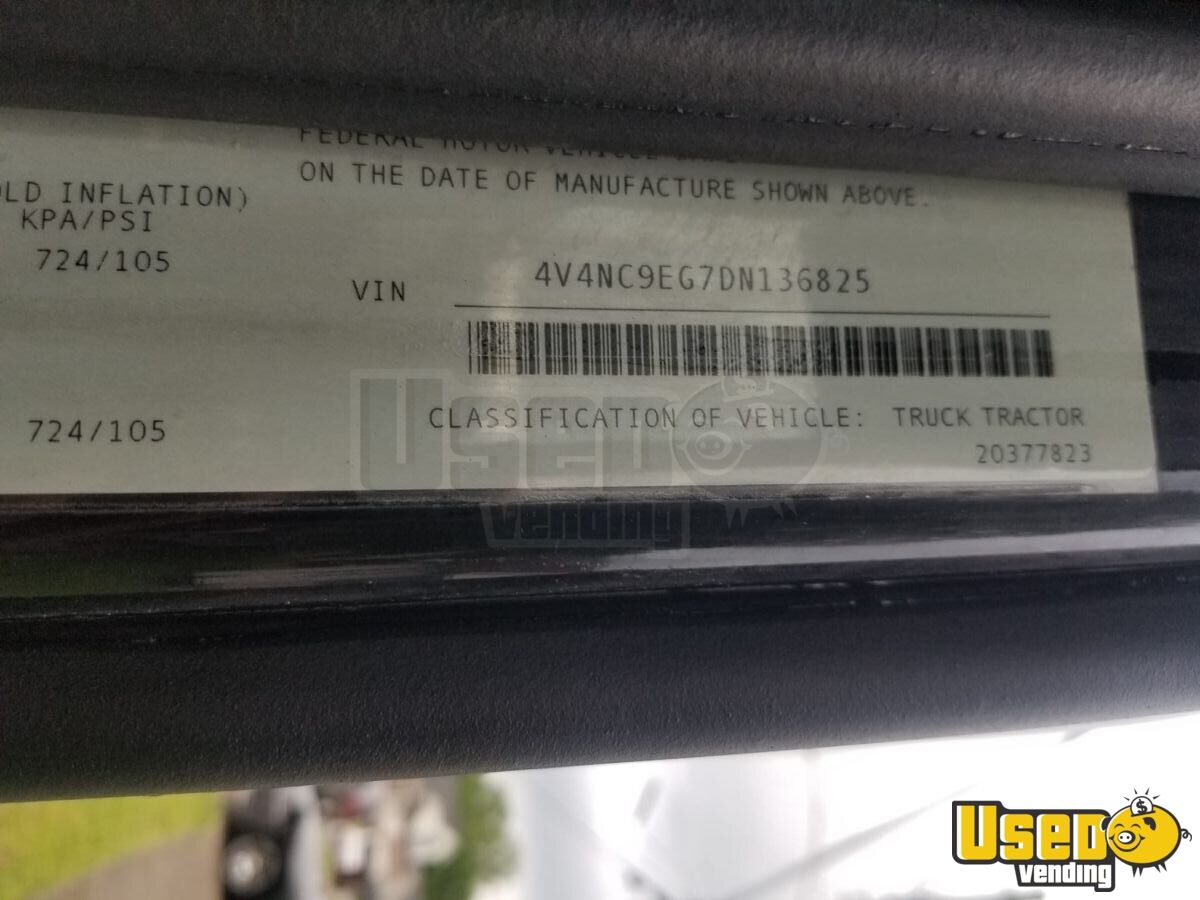 FEDERAL MOTOR VEHICLE
ON THE DATE OF MANUFACTURE SHOWN ABOVE.
OLD INFLATION)
KPA/PSI
724/105
VIN 4V4NC9EG7DN136825
CLASSIFICATION OF VEHICLE: TRUCK TRACTOR
724/105
20377823
USED
vending
USED
vending